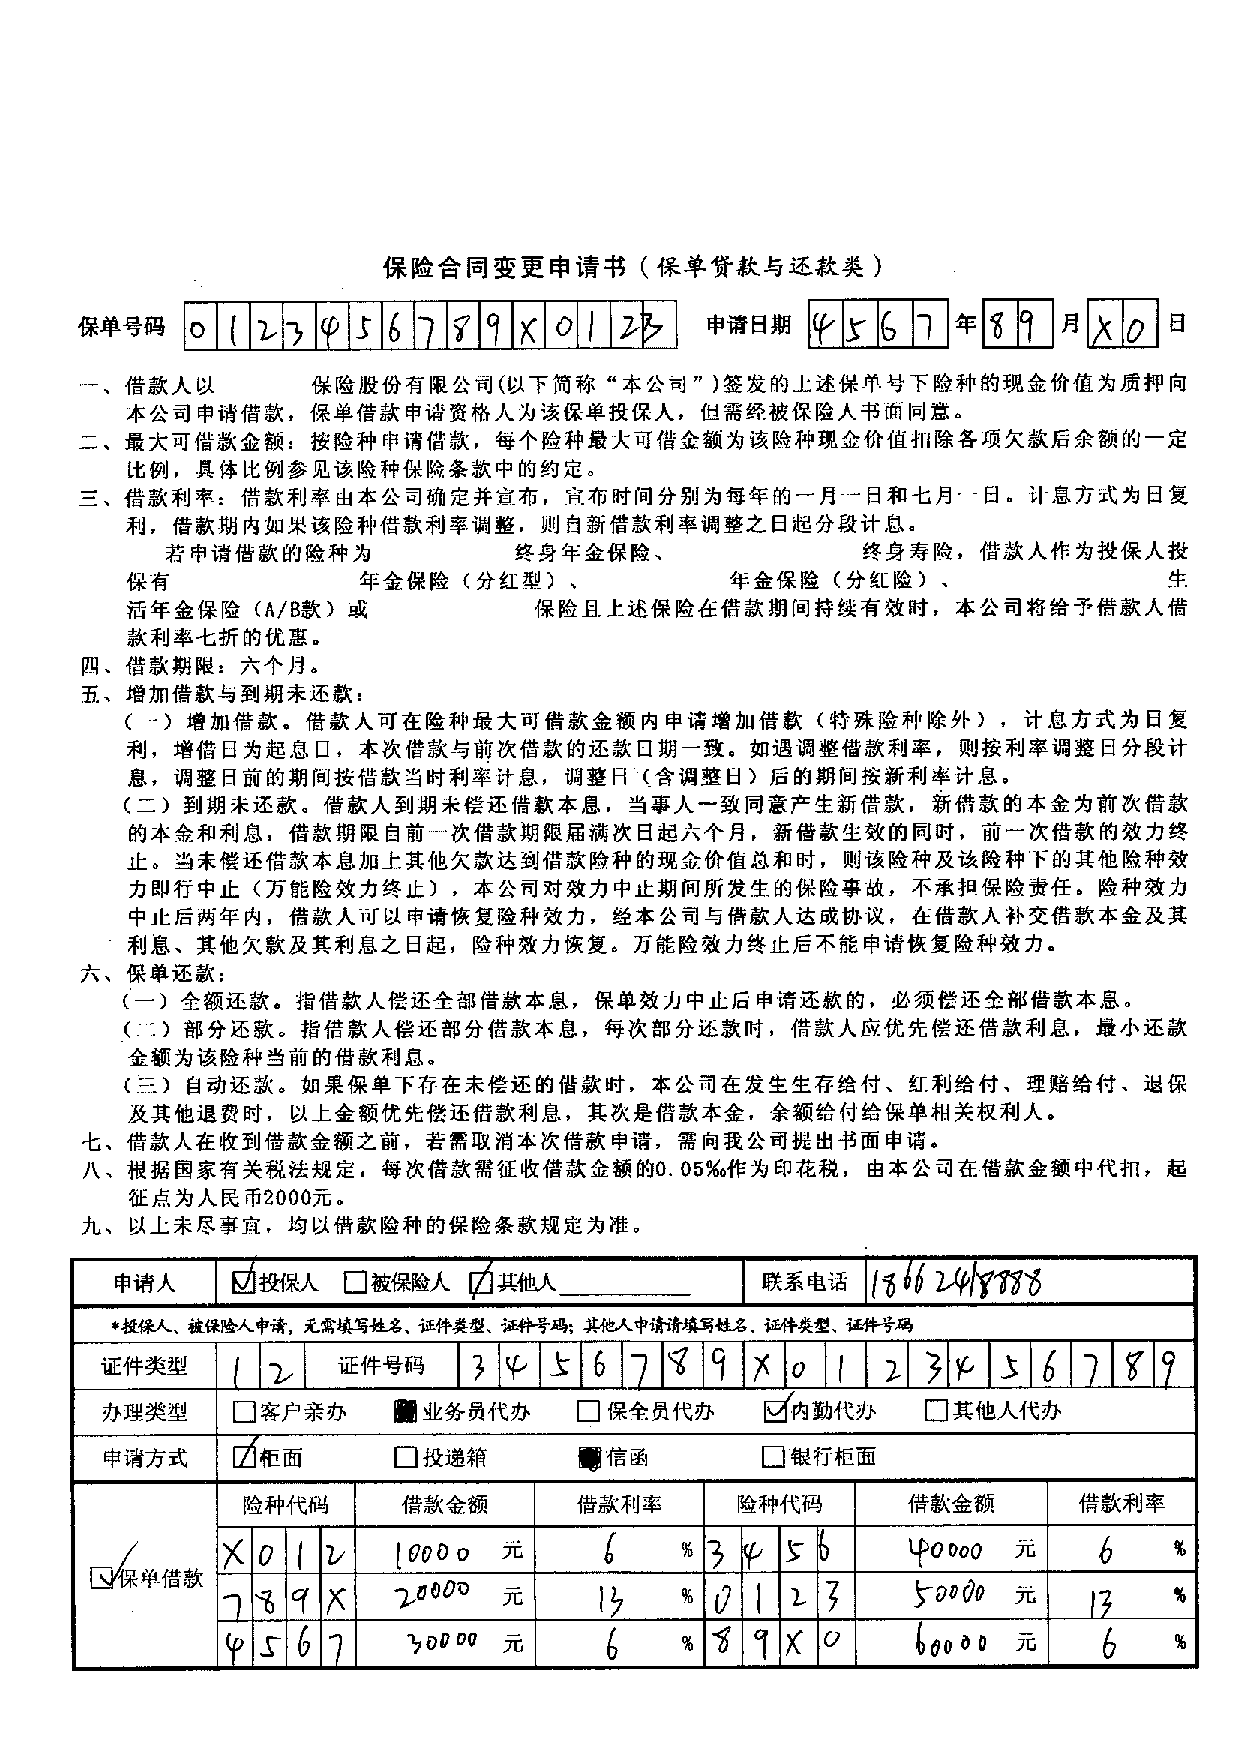 保险合同变更申请书（保单贷款与还款类）
保单号码 0 1 2 3 4 5 6 7 8 9 X 0 1 2 3 申请日期 4 5 6 7 年 8 9 月 X 0 日
一、借款人以 保险股份有限公司(以下简称“本公司”)签发的上述保单号下险种的现金价值为质押向
本公司申请借款，保单借款申请资格人为该保单投保人，但需经被保险人书面同意。
二、最大可借款金额：按险种申请借款，每个险种最大可借金额为该险种现金价值扣除各项欠款后余额的一定
比例，具体比例参见该险种保险条款中的约定。
三、借款利率：借款利率由本公司确定并宣布，宣布时间分别为每年的一月一日和七月一日。计息方式为日复
利，借款期内如果该险种借款利率调整，则自新借款利率调整之日起分段计息。
若申请借款的险种为 终身年金保险、 终身寿险，借款人作为投保人投
保有 年金保险（分红型）、 年金保险（分红险）、 生
活年金保险（A/B款）或 保险且上述保险在借款期间持续有效时，本公司将给予借款人借
款利率七折的优惠。
四、借款期限：六个月。
五、增加借款与到期未还款：
（一）增加借款。借款人可在险种最大可借款金额内申请增加借款（特殊险种除外），计息方式为日复
利，增借日为起息日，本次借款与前次借款的还款日期一致。如遇调整借款利率，则按利率调整日分段计
息，调整日前的期间按借款当时利率计息，调整日（含调整日）后的期间按新利率计息。
（二）到期未还款。借款人到期未偿还借款本息，当事人一致同意产生新借款，新借款的本金为前次借款
的本金和利息，借款期限自前一次借款期限届满次日起六个月，新借款生效的同时，前一次借款的效力终
止。当未偿还借款本息加上其他欠款达到借款险种的现金价值总和时，则该险种及该险种下的其他险种效
力即行中止（万能险效力终止），本公司对效力中止期间所发生的保险事故，不承担保险责任。险种效力
中止后两年内，借款人可以申请恢复险种效力，经本公司与借款人达成协议，在借款人补交借款本金及其
利息、其他欠款及其利息之日起，险种效力恢复。万能险效力终止后不能申请恢复险种效力。
六、保单还款：
（一）全额还款。指借款人偿还全部借款本息，保单效力中止后申请还款的，必须偿还全部借款本息。
（二）部分还款。指借款人偿还部分借款本息，每次部分还款时，借款人应优先偿还借款利息，最小还款
金额为该险种当前的借款利息。
（三）自动还款。如果保单下存在未偿还的借款时，本公司在发生生存给付、红利给付、理赔给付、退保
及其他退费时，以上金额优先偿还借款利息，其次是借款本金，余额给付给保单相关权利人。
七、借款人在收到借款金额之前，若需取消本次借款申请，需向我公司提出书面申请。
八、根据国家有关税法规定，每次借款需征收借款金额的0.05‰作为印花税，由本公司在借款金额中代扣，起
征点为人民币2000元。
九、以上未尽事宜，均以借款险种的保险条款规定为准。
申请人 投保人 被保险人 其他人 联系电话 18662418888
*投保人、被保险人申请，无需填写姓名、证件类型、证件号码；其他人申请请填写姓名、证件类型、证件号码
证件类型 1 2 证件号码 3 4 5 6 7 8 9 X 0 1 2 3 4 5 6 7 8 9
办理类型 客户亲办 业务员代办 保全员代办 内勤代办 其他人代办
申请方式 柜面 投递箱 信函 银行柜面
险种代码 借款金额 借款利率 险种代码 借款金额 借款利率
X 0 1 2 10000 元 6 % 3 4 5 6 40000 元 6 %
保单借款
7 8 9 X 20000 元 13 % 0 1 2 3 50000 元 13 %
4 5 6 7 30000 元 6 % 8 9 X 0 60000 元 6 %